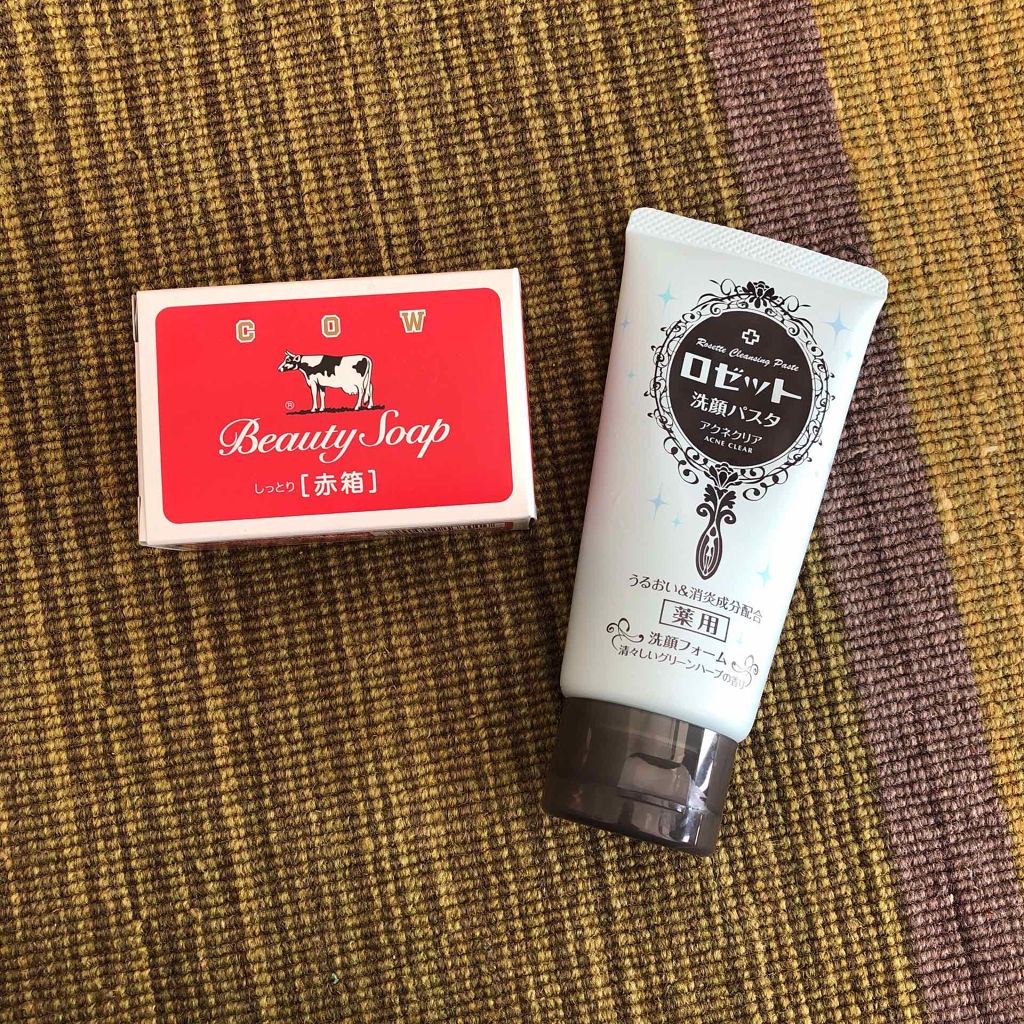 COW
®
Beauty Soap
しっとり[赤箱]
Rosette Cleansing Paste
ロゼット
洗顔パスタ
アクネクリア
ACNE CLEAR
うるおい&消炎成分配合
薬用
洗顔フォーム
清々しいグリーンハーブの香り